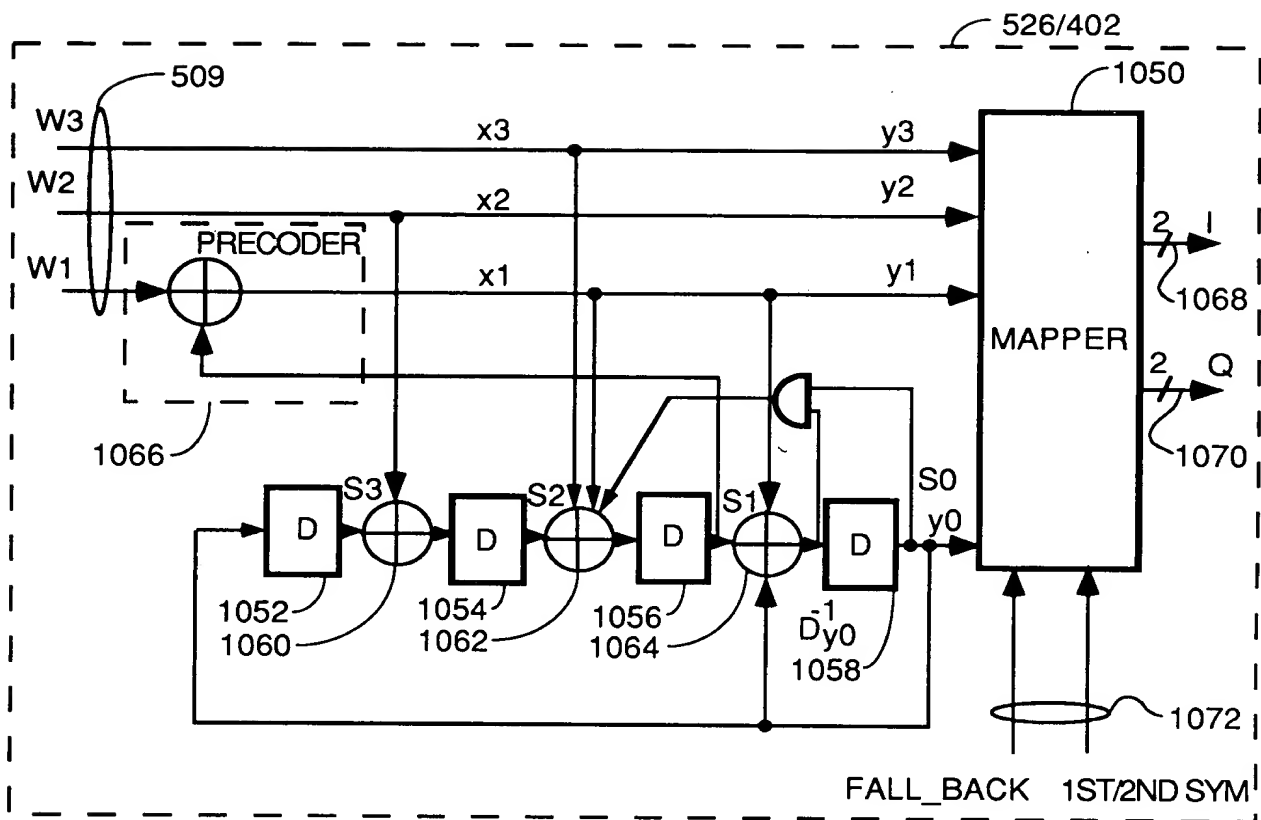 526/402
509
1050
W3
x3
y3
W2
x2
y2
PRECODER
2
I
W1
x1
y1
1068
MAPPER
2
Q
1066
1070
S3
S2
S1
S0
D
D
D
D
y0
1052
1054
1056
D-1y0
1060
1062
1064
1058
1072
FALL_BACK
1ST/2ND SYM